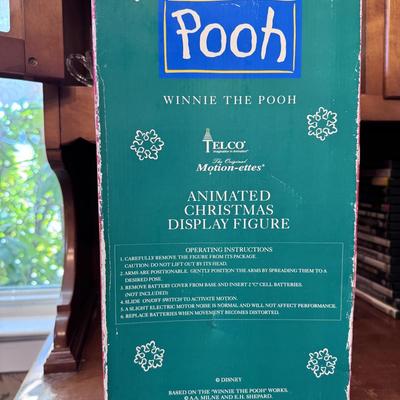 Pooh
WINNIE THE POOH
TELCO
Imagination in Animation
The Original
Motion-ettes®
ANIMATED
CHRISTMAS
DISPLAY FIGURE
OPERATING INSTRUCTIONS
1. CAREFULLY REMOVE THE FIGURE FROM ITS PACKAGE.
CAUTION: DO NOT LIFT OUT BY ITS HEAD.
2. ARMS ARE POSITIONABLE. GENTLY POSITION THE ARMS BY SPREADING THEM TO A
DESIRED POSE.
3. REMOVE BATTERY COVER FROM BASE AND INSERT 2 "C" CELL BATTERIES.
(NOT INCLUDED)
4. SLIDE ON/OFF SWITCH TO ACTIVATE MOTION.
5. A SLIGHT ELECTRIC MOTOR NOISE IS NORMAL AND WILL NOT AFFECT PERFORMANCE.
6. REPLACE BATTERIES WHEN MOVEMENT BECOMES DISTORTED.
© DISNEY
BASED ON THE "WINNIE THE POOH" WORKS.
© A.A. MILNE AND E.H. SHEPARD.